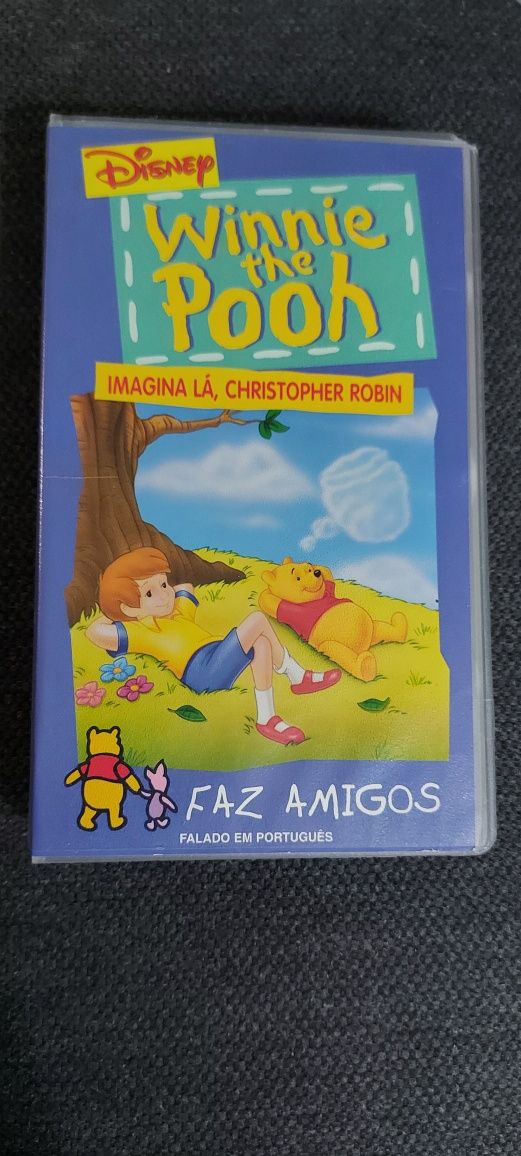 Disney
Winnie
the
Pooh
IMAGINA LÁ, CHRISTOPHER ROBIN
FAZ AMIGOS
FALADO EM PORTUGUÊS